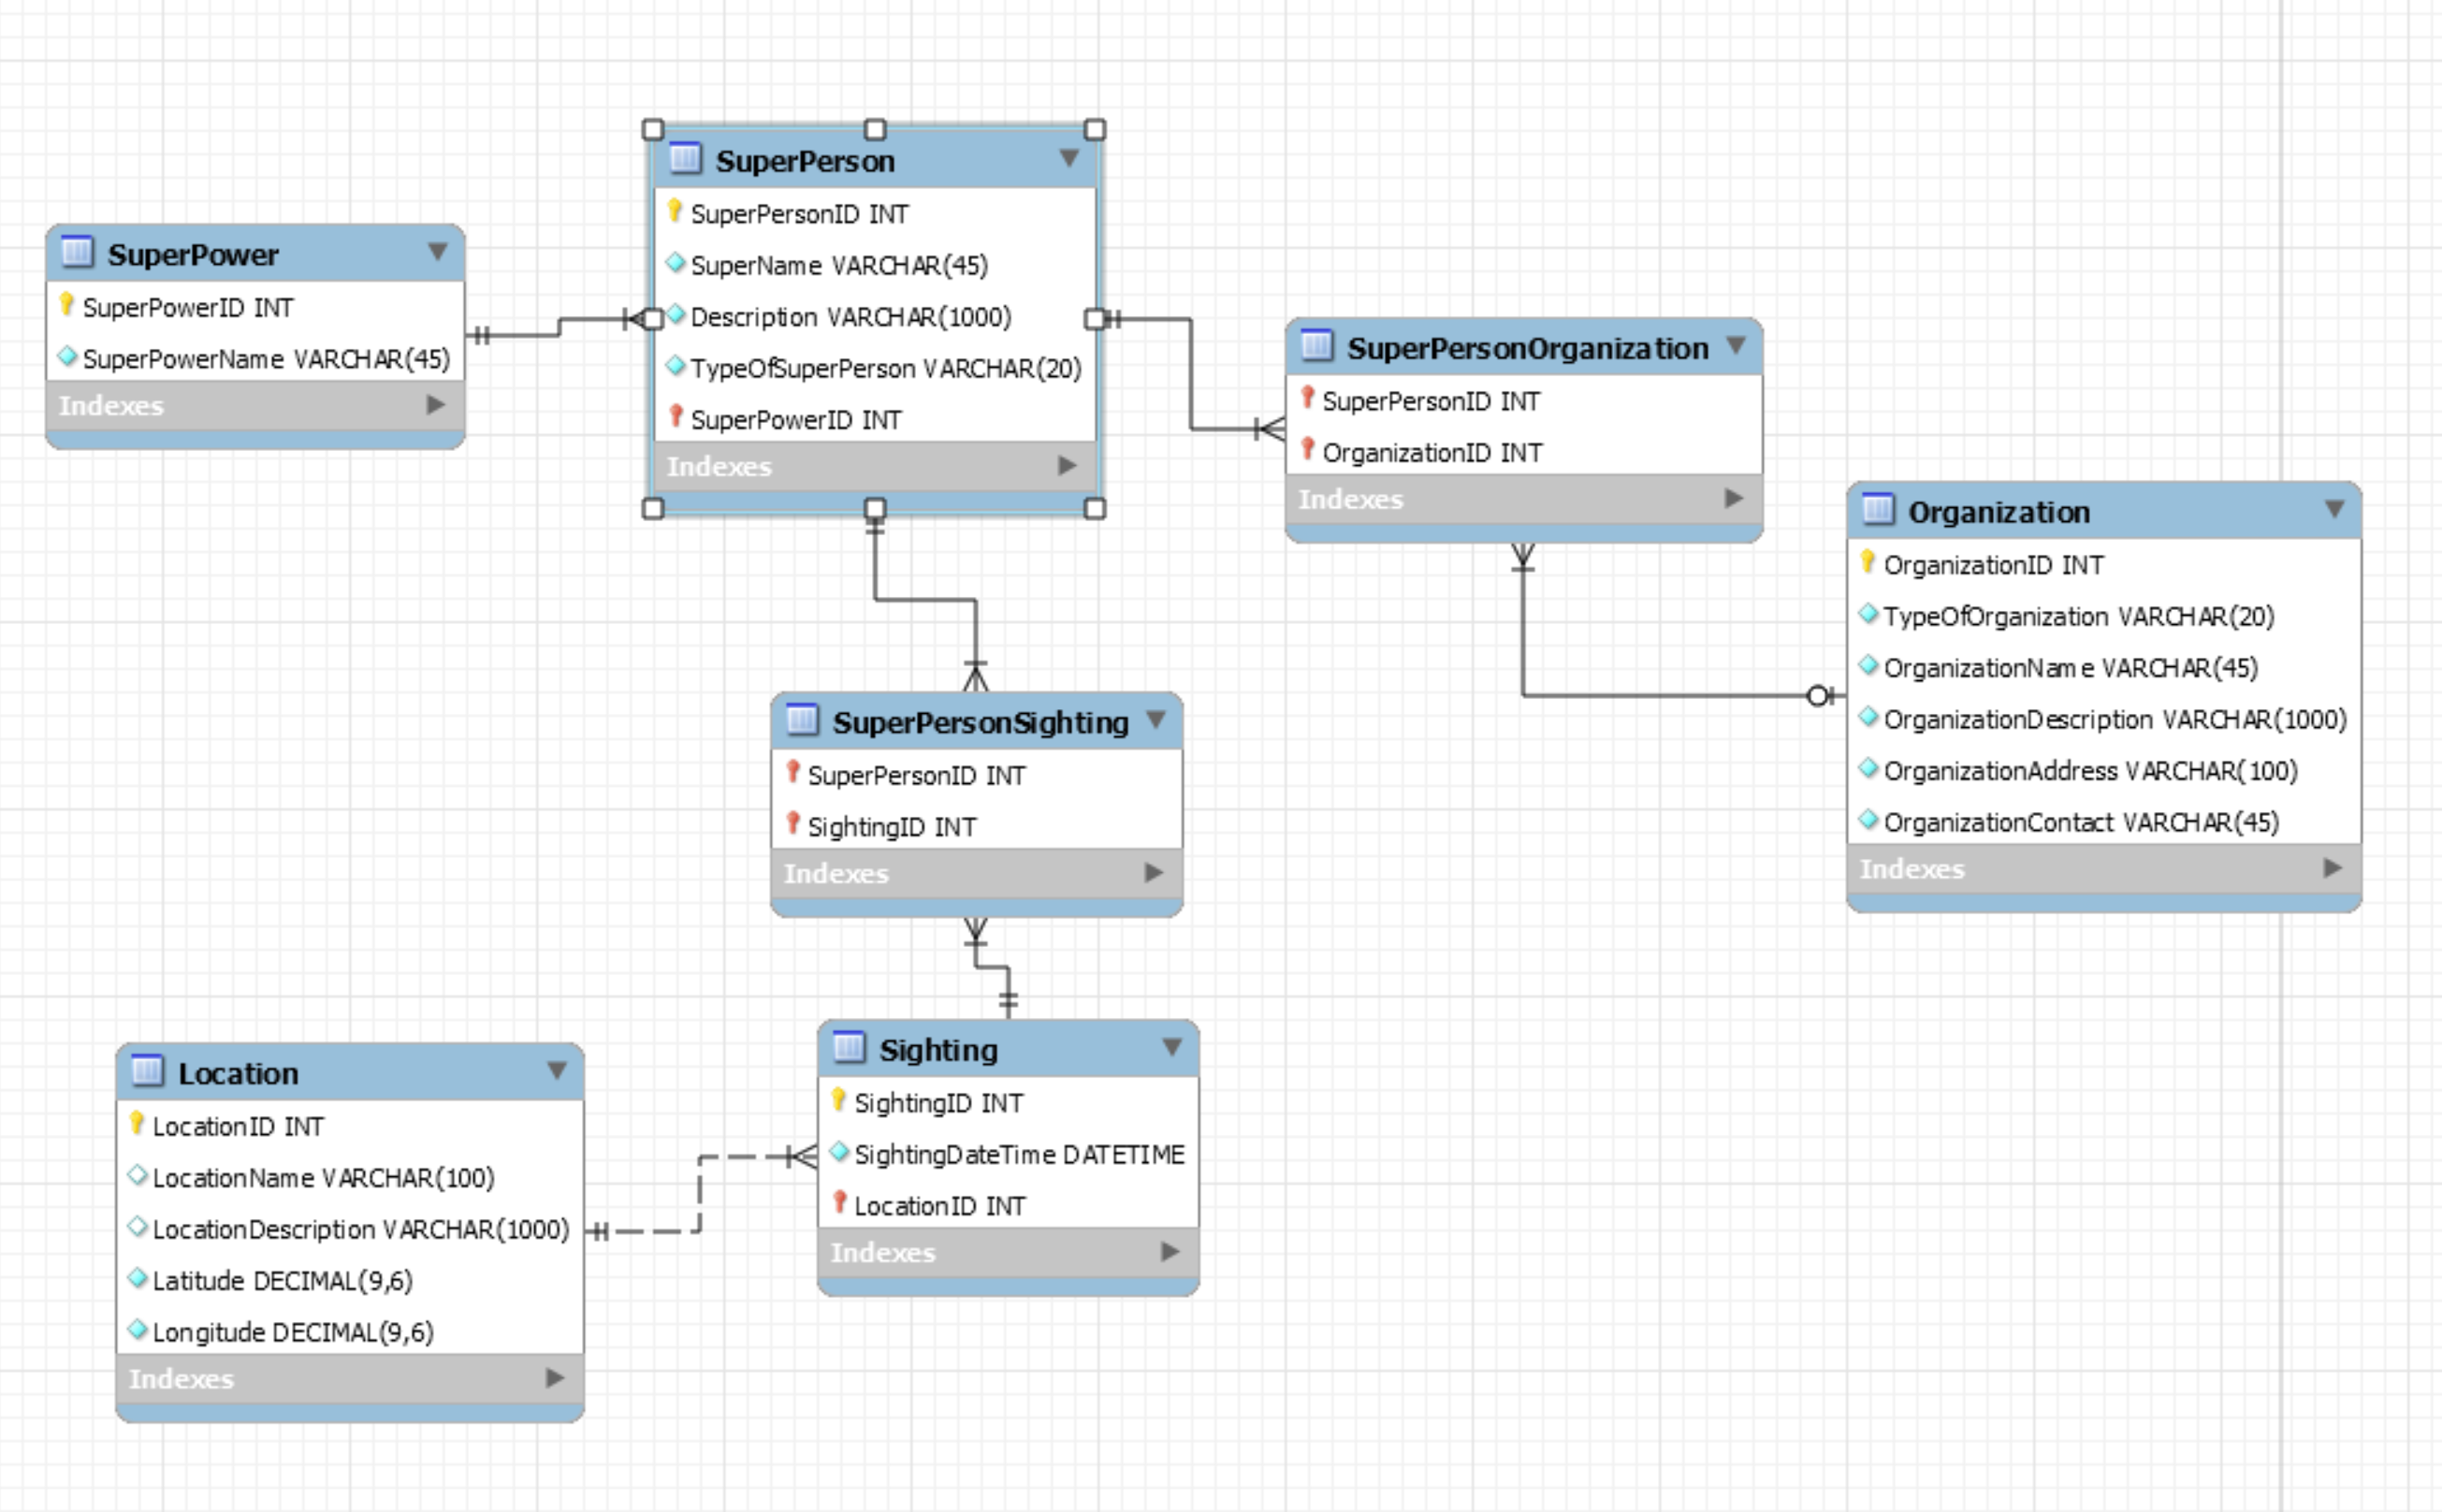 SuperPerson
SuperPersonID INT
SuperName VARCHAR(45)
Description VARCHAR(1000)
TypeOfSuperPerson VARCHAR(20)
SuperPowerID INT
Indexes
SuperPower
SuperPowerID INT
SuperPowerName VARCHAR(45)
Indexes
SuperPersonOrganization
SuperPersonID INT
OrganizationID INT
Indexes
Organization
OrganizationID INT
TypeOfOrganization VARCHAR(20)
OrganizationName VARCHAR(45)
OrganizationDescription VARCHAR(1000)
OrganizationAddress VARCHAR(100)
OrganizationContact VARCHAR(45)
Indexes
SuperPersonSighting
SuperPersonID INT
SightingID INT
Indexes
Sighting
SightingID INT
SightingDateTime DATETIME
LocationID INT
Indexes
Location
LocationID INT
LocationName VARCHAR(100)
LocationDescription VARCHAR(1000)
Latitude DECIMAL(9,6)
Longitude DECIMAL(9,6)
Indexes